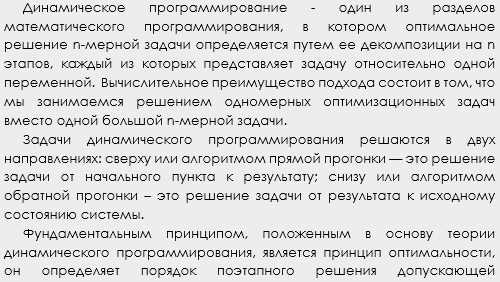 Динамическое программирование - один из разделов
математического программирования, в котором оптимальное
решение n-мерной задачи определяется путем ее декомпозиции на n
этапов, каждый из которых представляет задачу относительно одной
переменной. Вычислительное преимущество подхода состоит в том, что
мы занимаемся решением одномерных оптимизационных задач
вместо одной большой n-мерной задачи.
Задачи динамического программирования решаются в двух
направлениях: сверху или алгоритмом прямой прогонки — это решение
задачи от начального пункта к результату; снизу или алгоритмом
обратной прогонки – это решение задачи от результата к исходному
состоянию системы.
Фундаментальным принципом, положенным в основу теории
динамического программирования, является принцип оптимальности,
он определяет порядок поэтапного решения допускающей